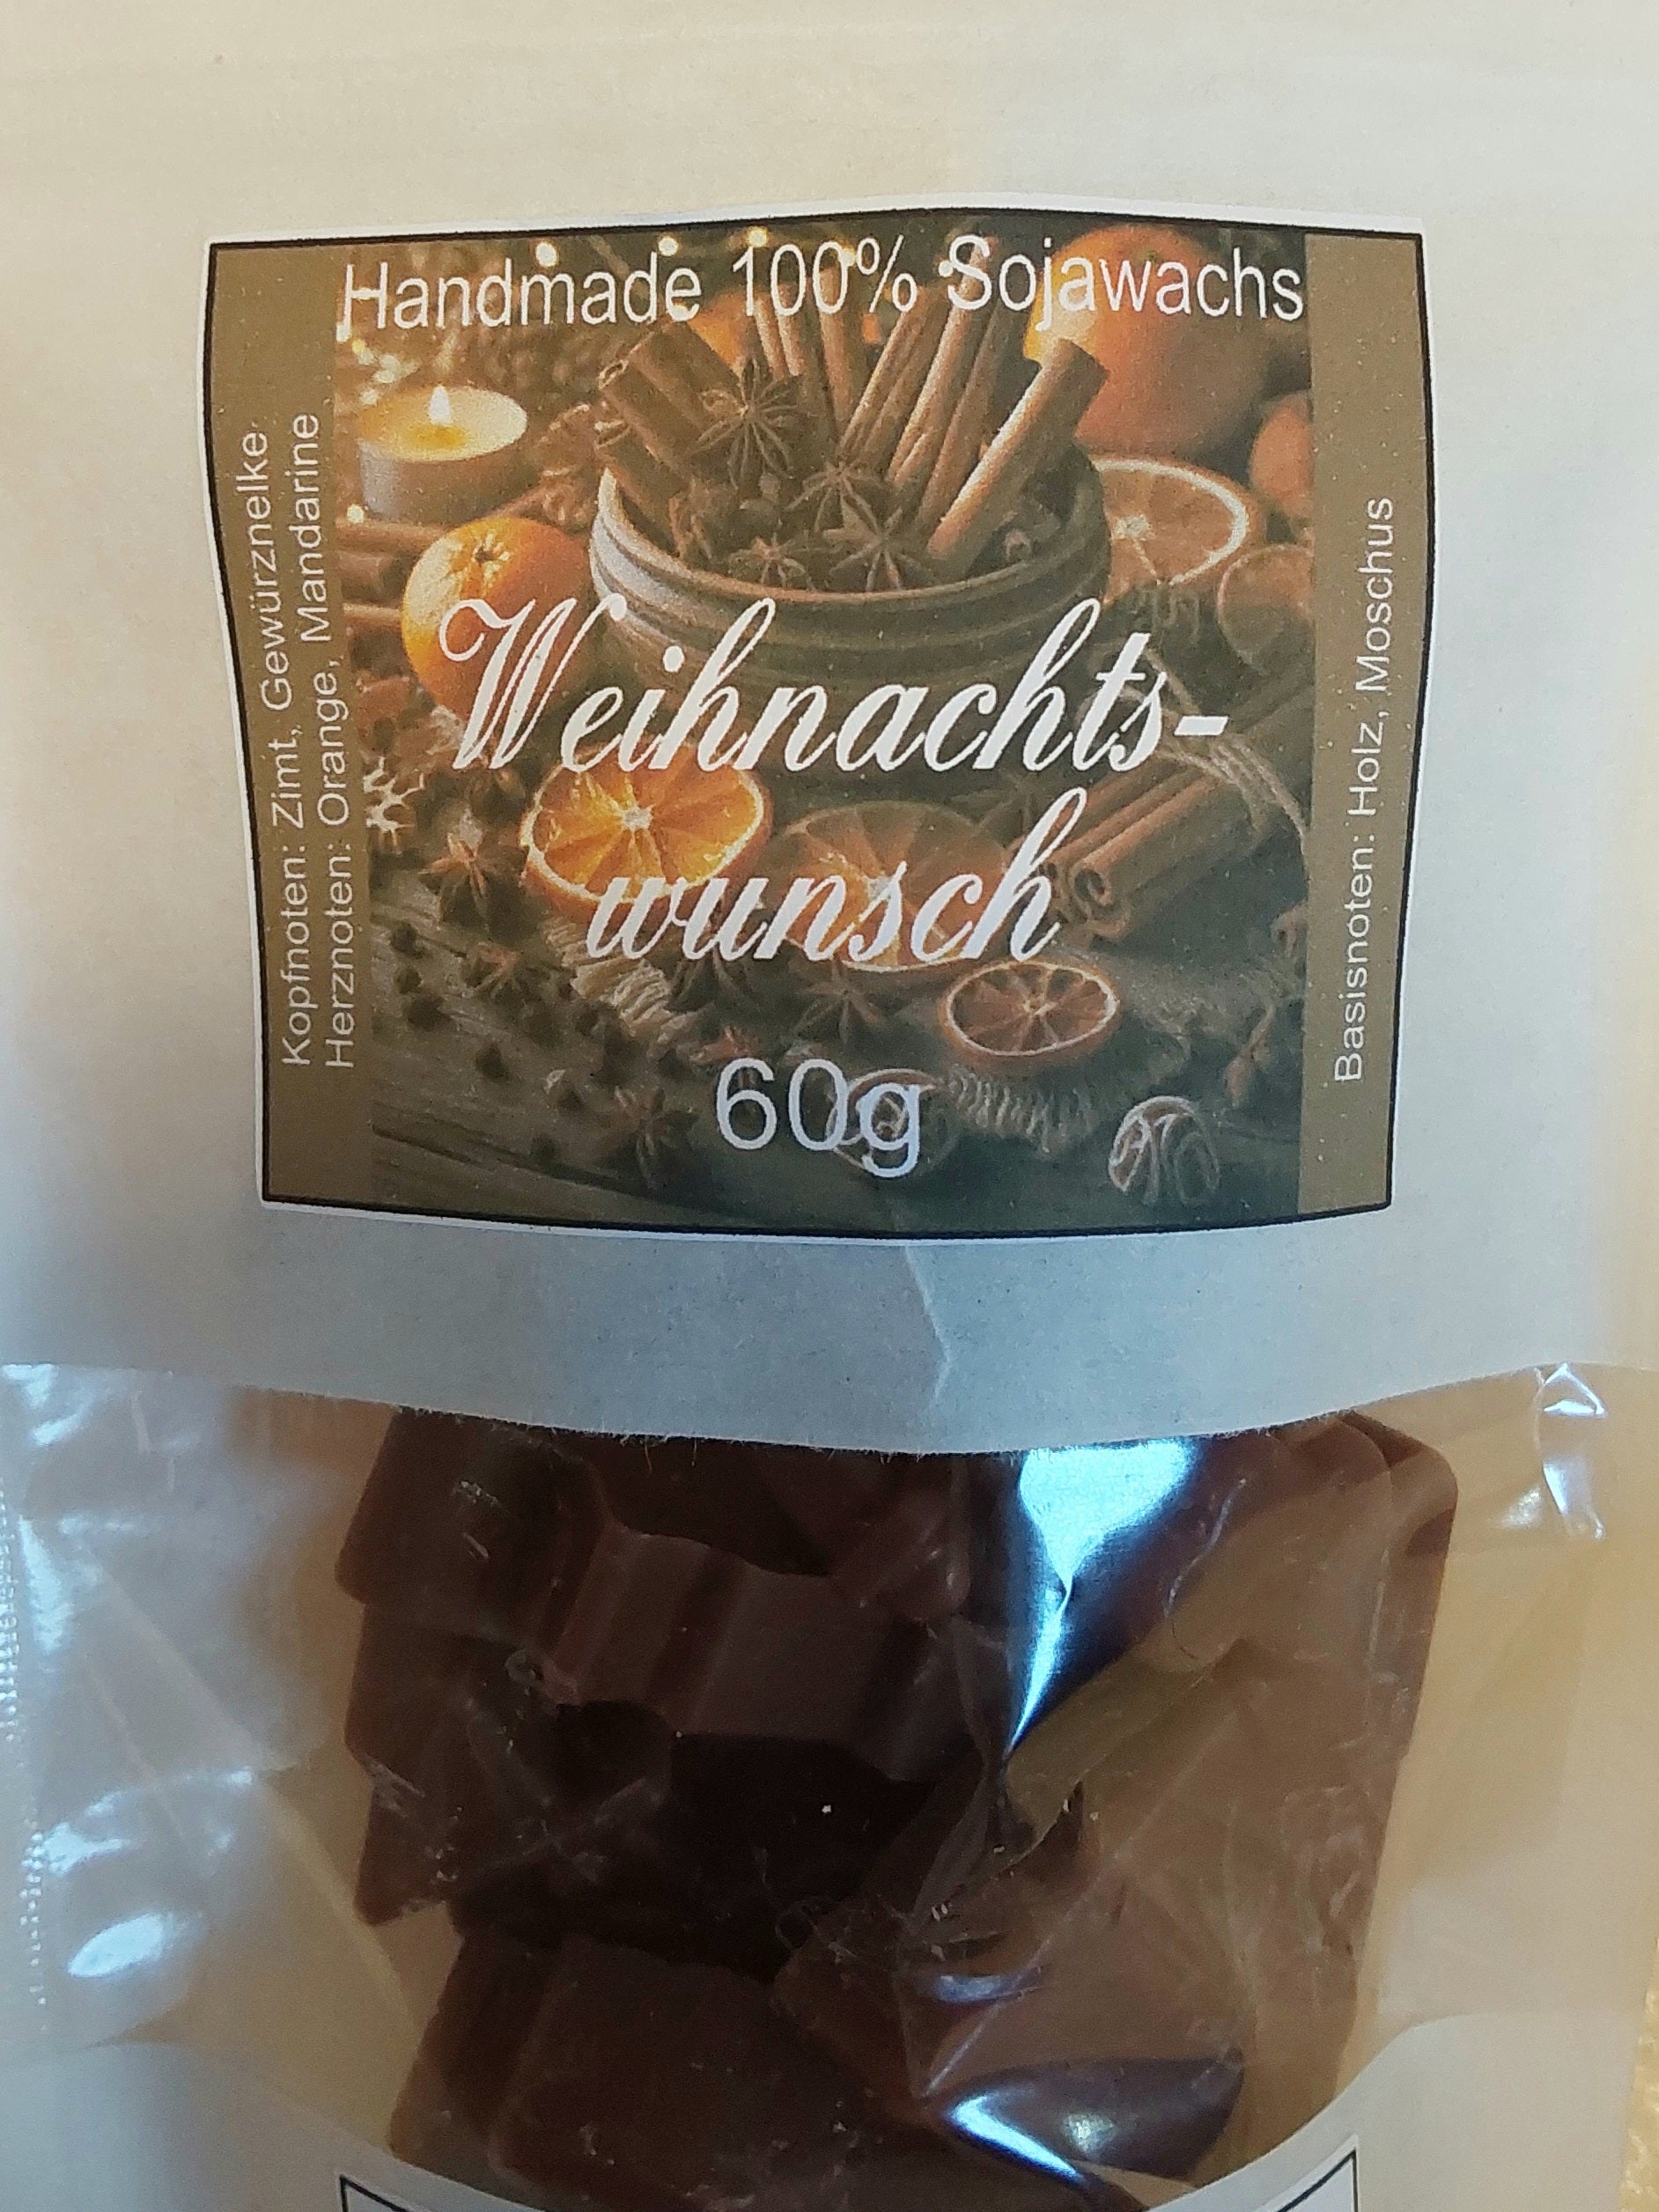 Handmade 100% Sojawachs
Kopfnoten: Zimt, Gewürznelke
Herznoten: Orange, Mandarine
Weihnachts-
wunsch
60g
Basisnoten: Holz, Moschus